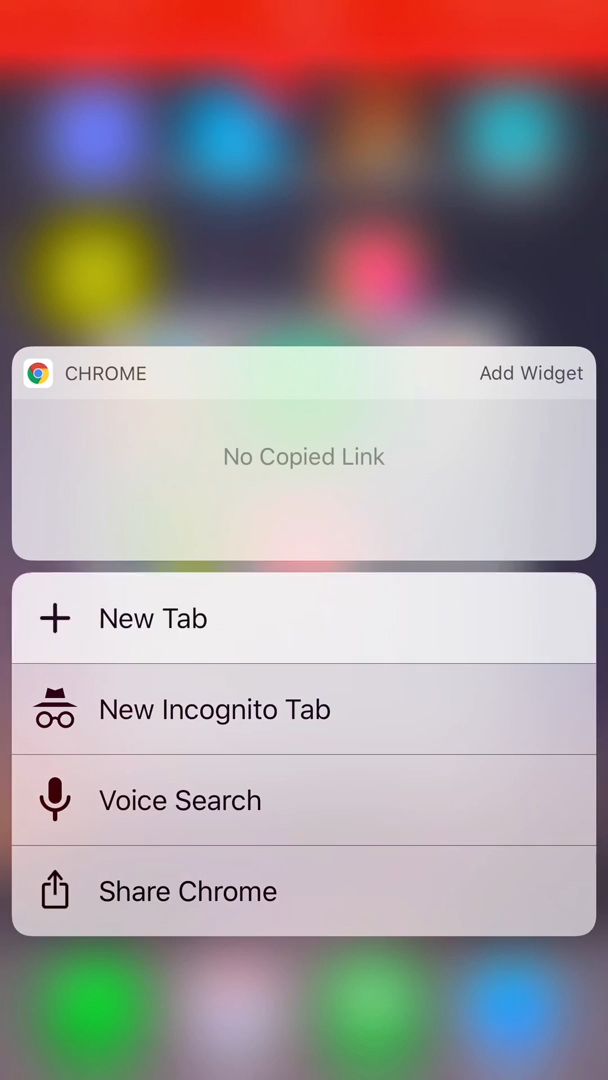 CHROME Add Widget
No Copied Link
New Tab
New Incognito Tab
Voice Search
Share Chrome